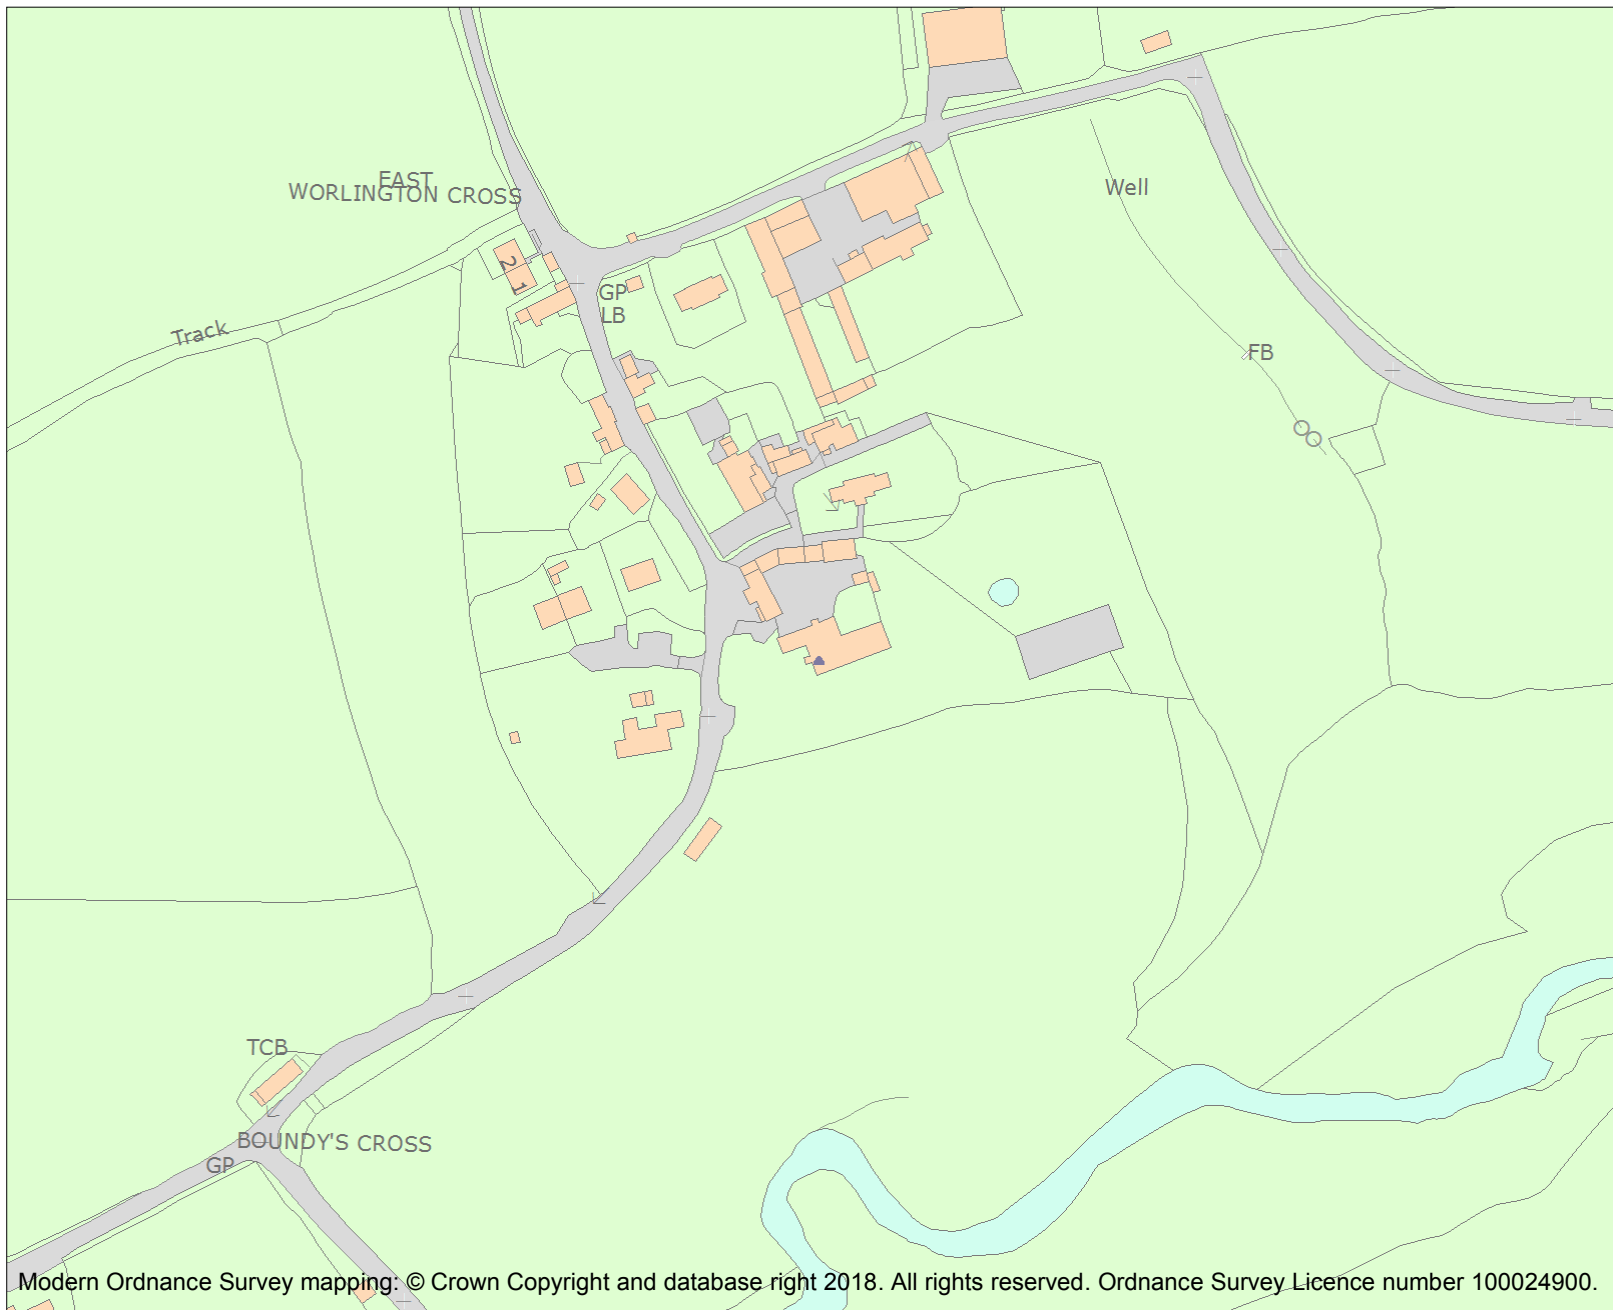 EAST
WORLINGTON CROSS
Well
2
1
GP
LB
Track
FB
TCB
BOUNDY'S CROSS
GP
Modern Ordnance Survey mapping: © Crown Copyright and database right 2018. All rights reserved. Ordnance Survey Licence number 100024900.